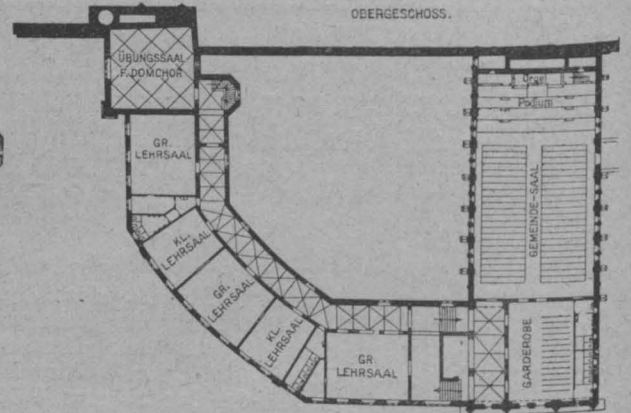 OBERGESCHOSS.
ÜBUNGSSAAL
F. DOMCHOR
Orgel
Podium
GR.
LEHRSAAL
GEMEINDE-SAAL
KL.
LEHRSAAL
GR.
LEHRSAAL
KL.
LEHRSAAL
GR.
LEHRSAAL
GARDEROBE